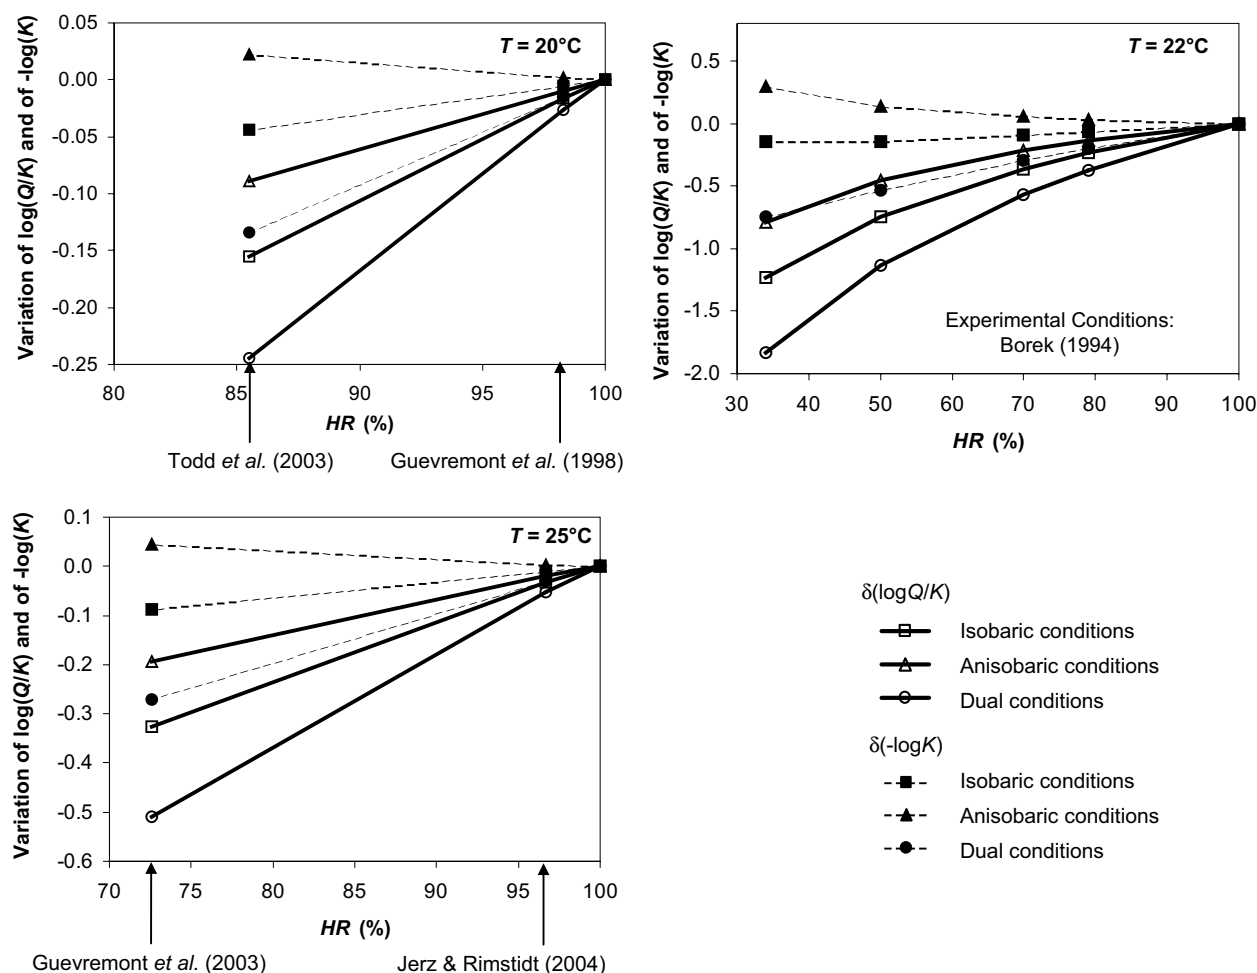 Variation of log(Q/K) and of -log(K)
0.05
0.00
-0.05
-0.10
-0.15
-0.20
-0.25
T = 20°C
80
85
90
95
100
HR (%)
Todd et al. (2003)
Guevremont et al. (1998)
Variation of log(Q/K) and of -log(K)
0.5
0.0
-0.5
-1.0
-1.5
-2.0
T = 22°C
Experimental Conditions:
Borek (1994)
30
40
50
60
70
80
90
100
HR (%)
Variation of log(Q/K) and of -log(K)
0.1
0.0
-0.1
-0.2
-0.3
-0.4
-0.5
-0.6
T = 25°C
70
75
80
85
90
95
100
HR (%)
Guevremont et al. (2003)
Jerz & Rimstidt (2004)
δ(logQ/K)
Isobaric conditions
Anisobaric conditions
Dual conditions
δ(-logK)
Isobaric conditions
Anisobaric conditions
Dual conditions